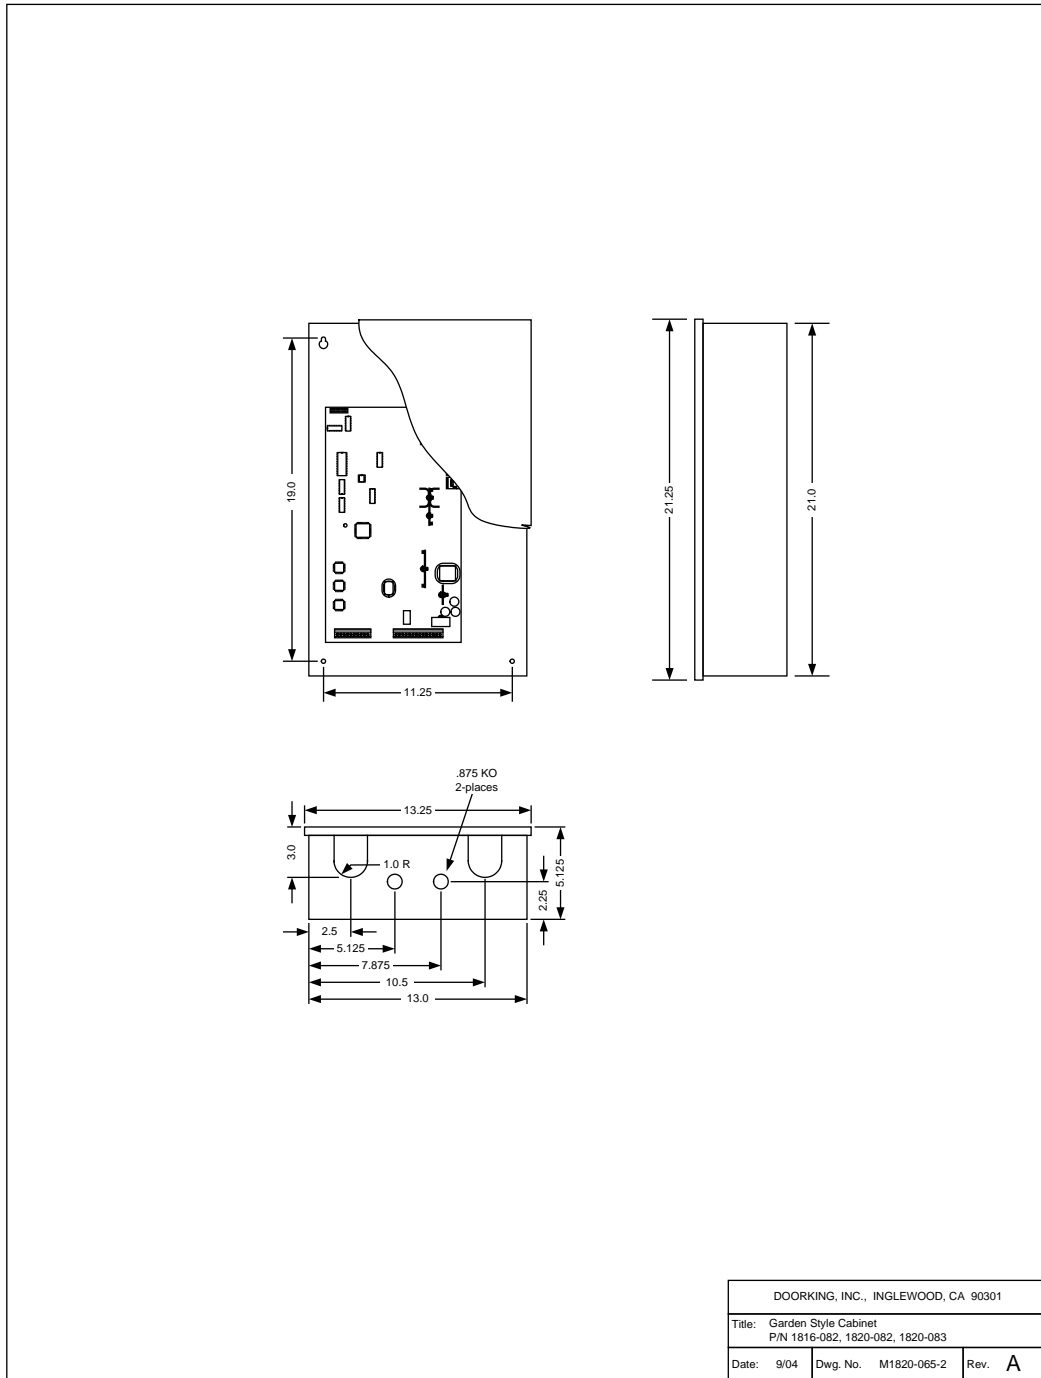 19.0
11.25
21.25
21.0
.875 KO
2-places
13.25
3.0
1.0 R
2.25
5.125
2.5
5.125
7.875
10.5
13.0
DOORKING, INC., INGLEWOOD, CA 90301
Title: Garden Style Cabinet
P/N 1816-082, 1820-082, 1820-083
Date: 9/04 Dwg. No. M1820-065-2 Rev. A